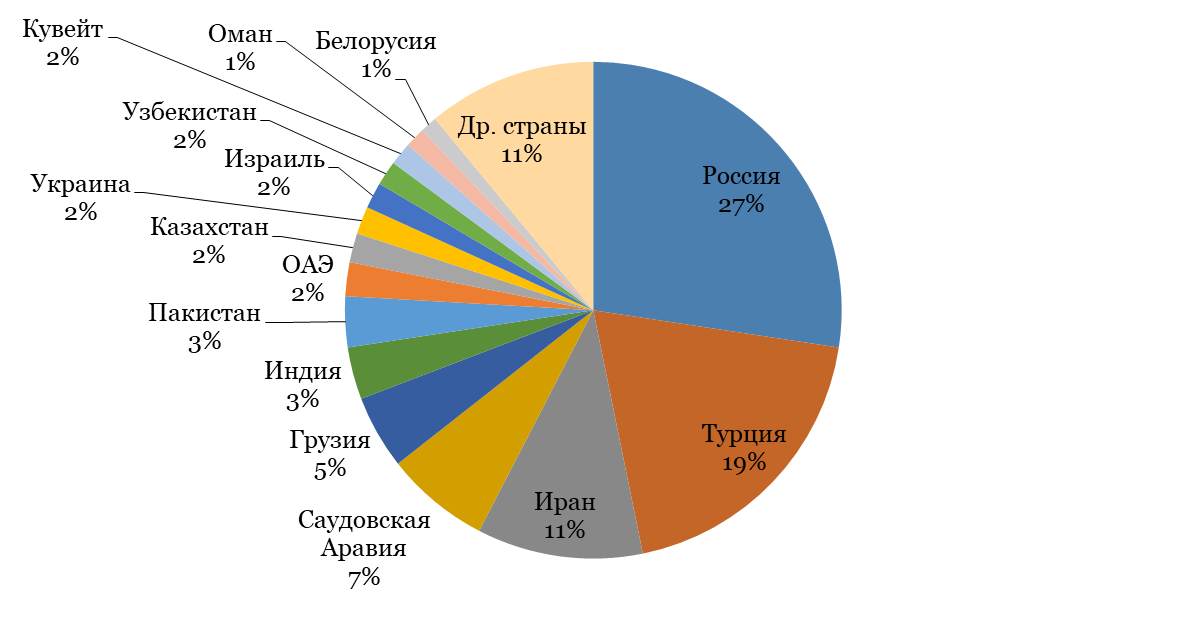 Кувейт
2%
Оман
1%
Белорусия
1%
Др. страны
11%
Россия
27%
Узбекистан
2%
Израиль
2%
Украина
2%
Казахстан
2%
ОАЭ
2%
Пакистан
3%
Индия
3%
Грузия
5%
Саудовская
Аравия
7%
Иран
11%
Турция
19%